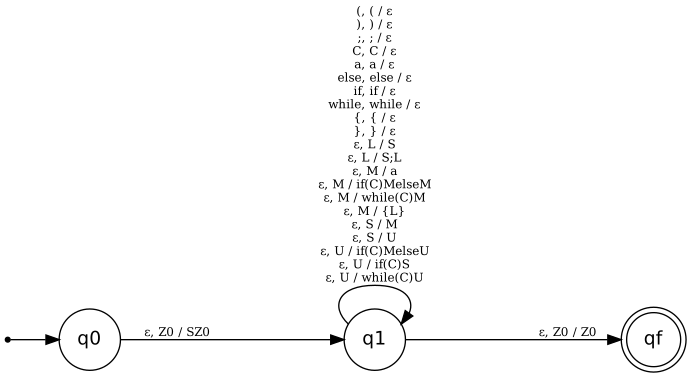 (, ( / ε
), ) / ε
;, ; / ε
C, C / ε
a, a / ε
else, else / ε
if, if / ε
while, while / ε
{, { / ε
}, } / ε
ε, L / S
ε, L / S;L
ε, M / a
ε, M / if(C)MelseM
ε, M / while(C)M
ε, M / {L}
ε, S / M
ε, S / U
ε, U / if(C)MelseU
ε, U / if(C)S
ε, U / while(C)U
q0
ε, Z0 / SZ0
q1
ε, Z0 / Z0
qf